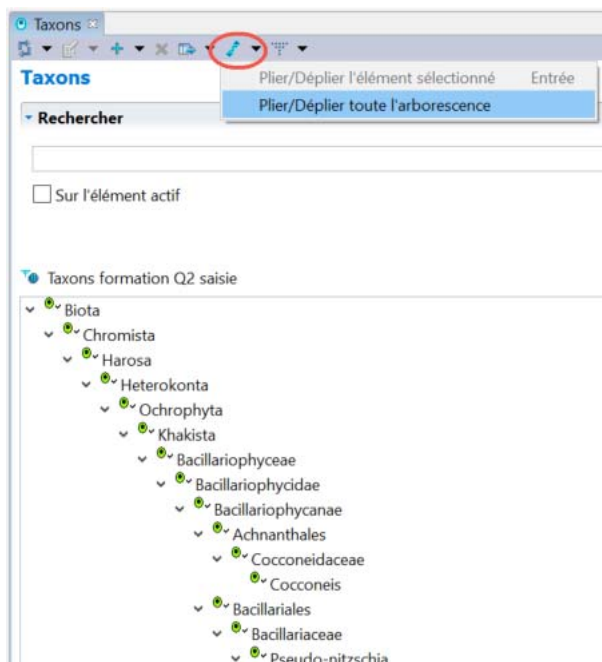 Taxons
Taxons
Plier/Déplier l'élément sélectionné Entrée
Plier/Déplier toute l'arborescence
Rechercher
Sur l'élément actif
Taxons formation Q2 saisie
Biota
Chromista
Harosa
Heterokonta
Ochrophyta
Khakista
Bacillariophyceae
Bacillariophycidae
Bacillariophycanae
Achnanthales
Cocconeidaceae
Cocconeis
Bacillariales
Bacillariaceae
Pseudo-nitzschia